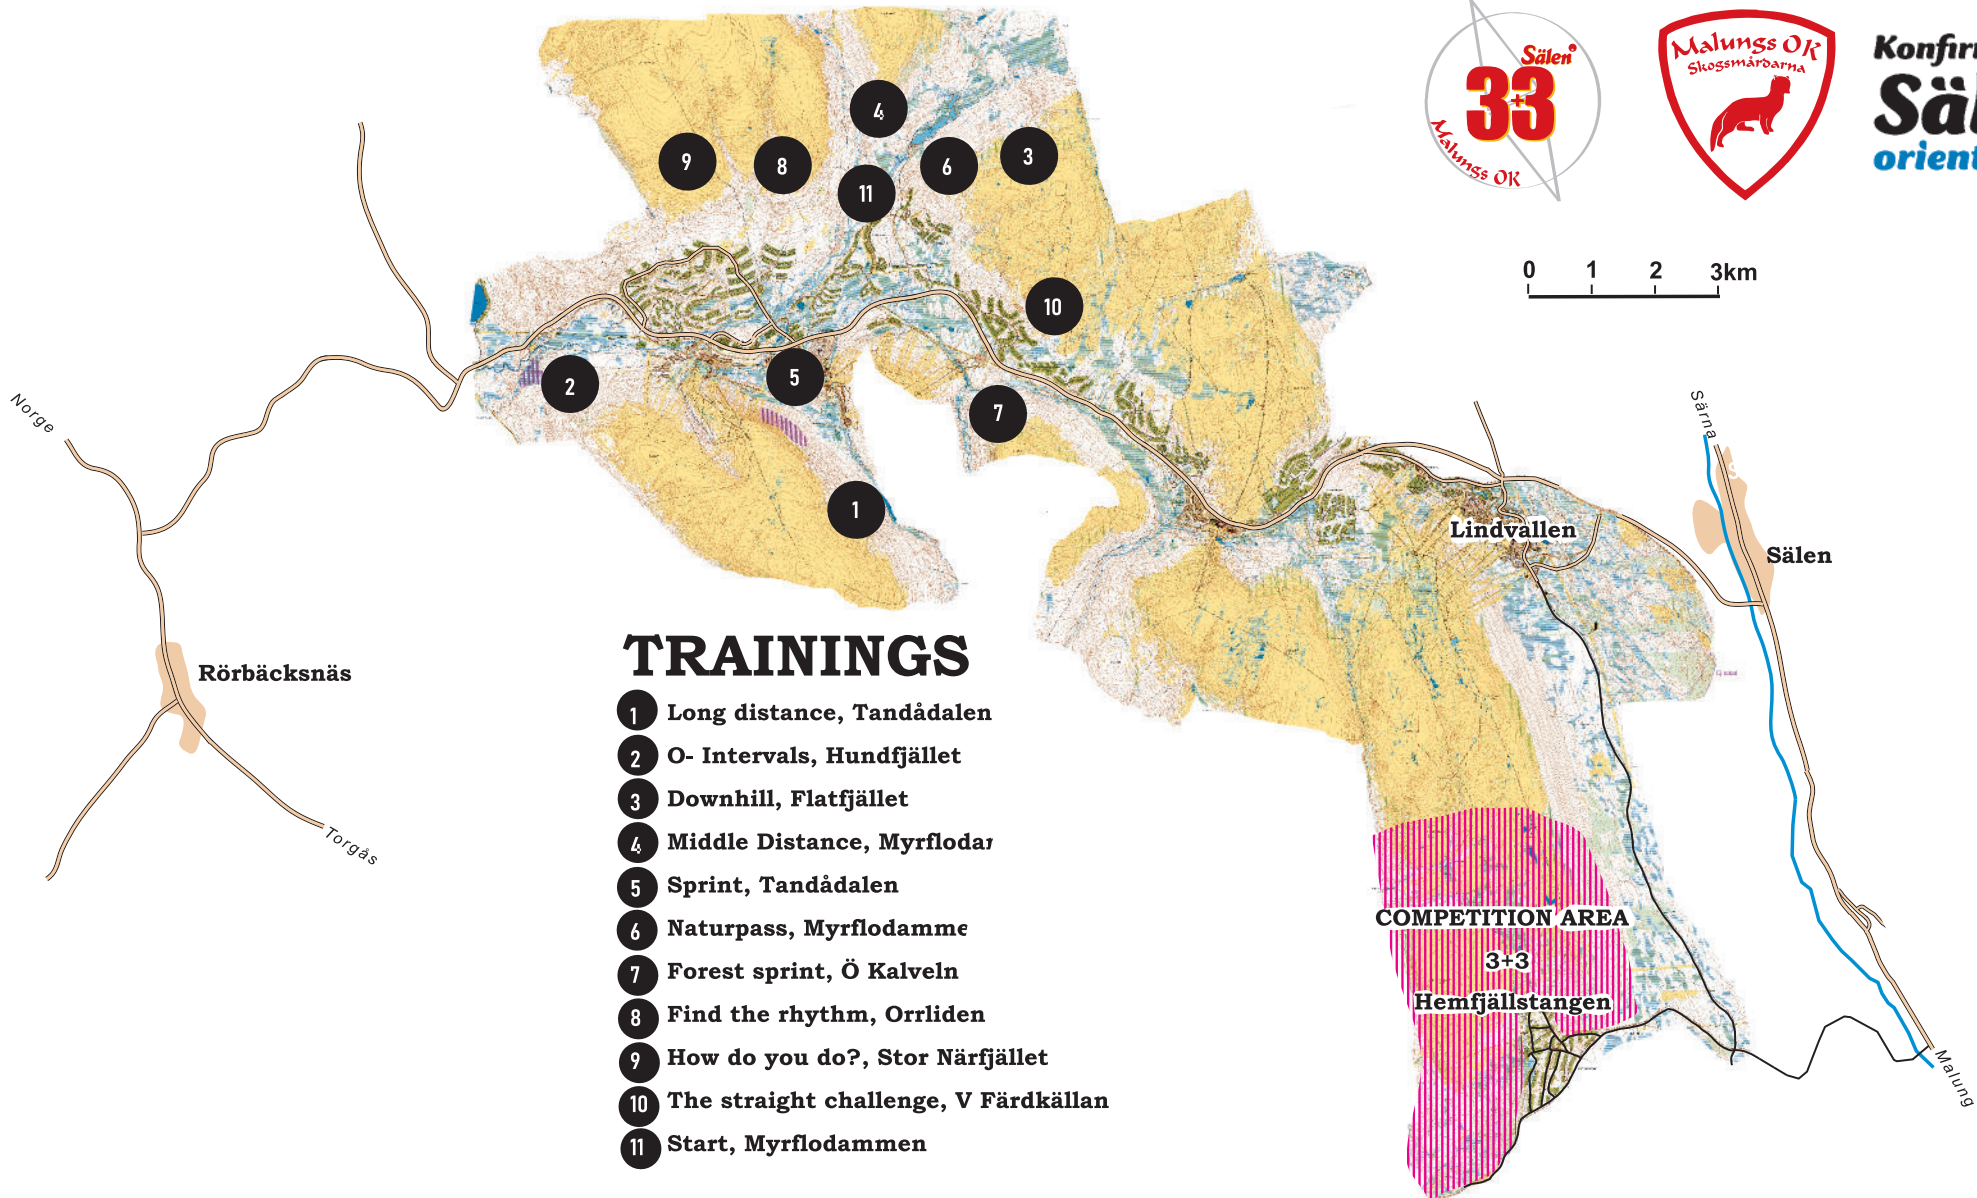 Sälen
3+3
Malungs OK
Malungs OK
Skogsmårdarna
orient
0 1 2 3km
4
9
8
6
3
11
10
2
5
7
1
Norge
Särna
Lindvallen
Sälen
Rörbäcksnäs
Torgås
TRAININGS
1 Long distance, Tandådalen
2 O- Intervals, Hundfjället
3 Downhill, Flatfjället
4 Middle Distance, Myrflodar
5 Sprint, Tandådalen
6 Naturpass, Myrflodamme
7 Forest sprint, Ö Kalveln
8 Find the rhythm, Orrliden
9 How do you do?, Stor Närfjället
10 The straight challenge, V Färdkällan
11 Start, Myrflodammen
COMPETITION AREA
3+3
Hemfjällstangen
Malung